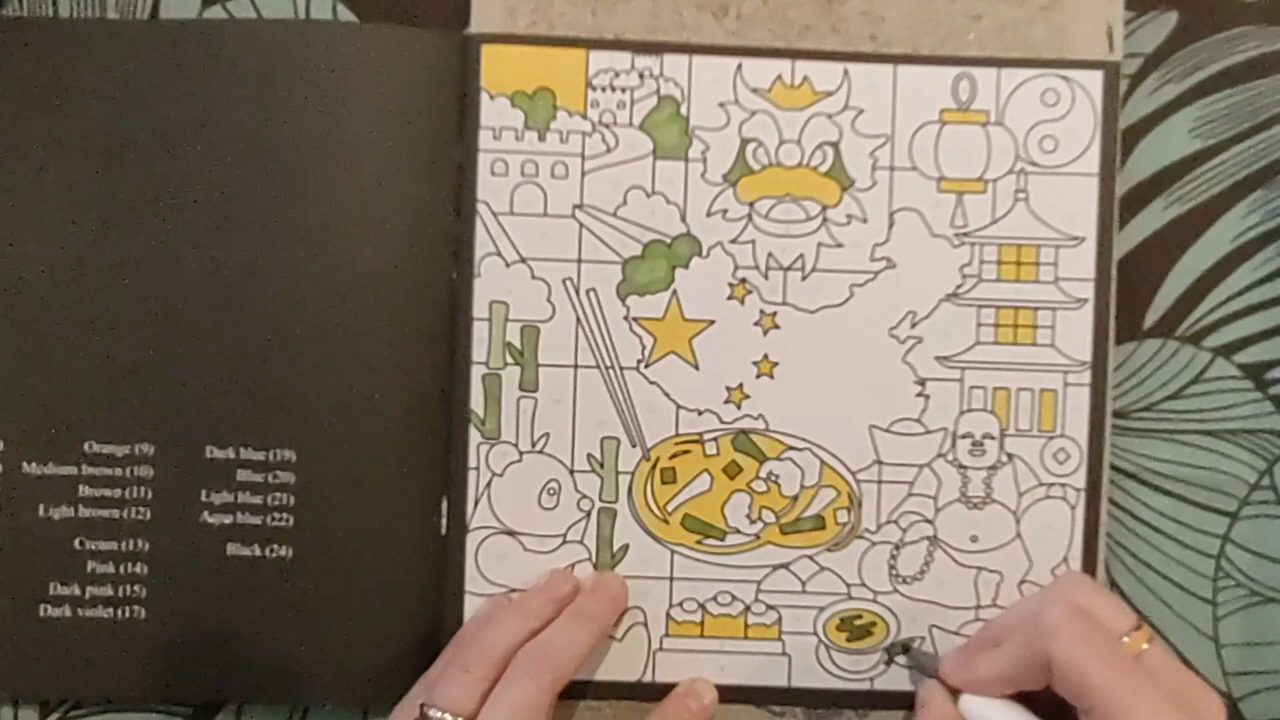 Orange (9)
Medium brown (10)
Brown (11)
Light brown (12)
Cream (13)
Pink (14)
Dark pink (15)
Dark violet (17)
Dark blue (19)
Blue (20)
Light blue (21)
Aqua blue (22)
Black (24)